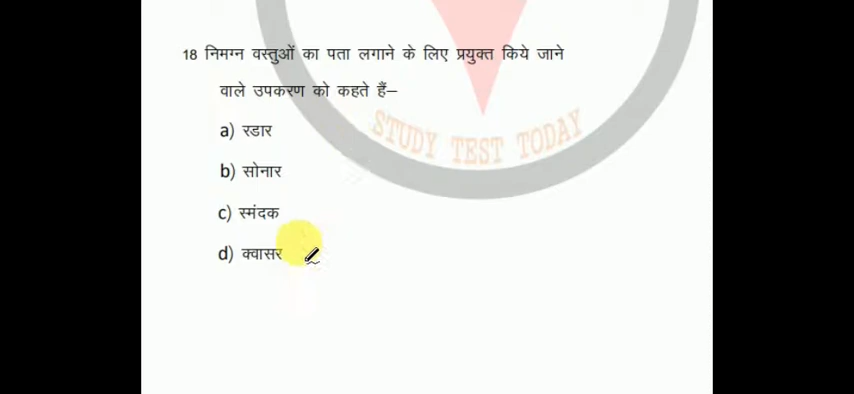 STUDY TEST TODAY
18 निमग्न वस्तुओं का पता लगाने के लिए प्रयुक्त किये जाने
वाले उपकरण को कहते हैं–
a) रडार
b) सोनार
c) स्मंदक
d) क्वासर